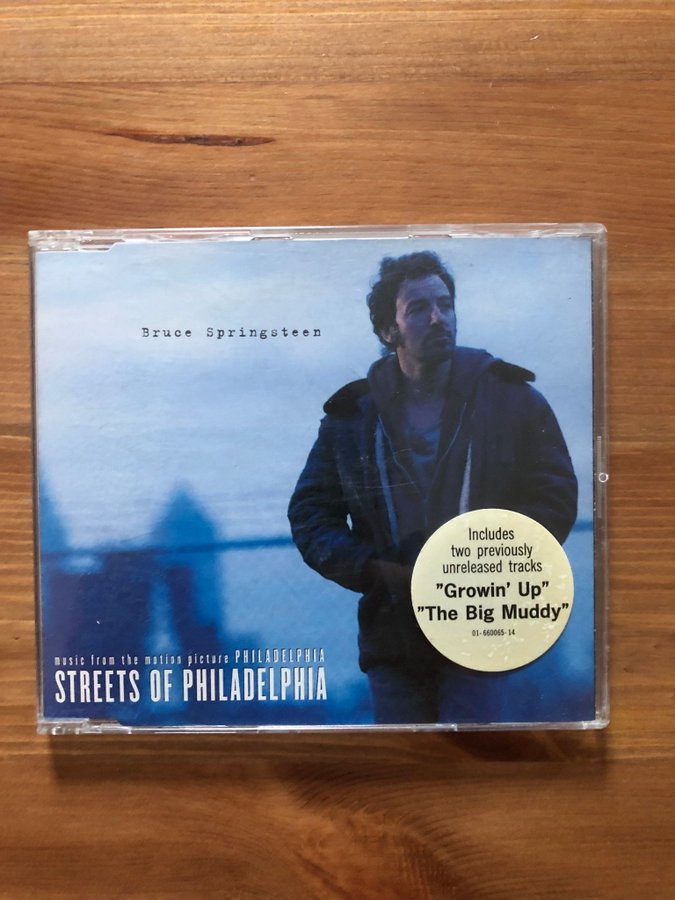 Bruce Springsteen
Includes
two previously
unreleased tracks
"Growin' Up"
"The Big Muddy"
01-660065-14
music from the motion picture PHILADELPHIA
STREETS OF PHILADELPHIA